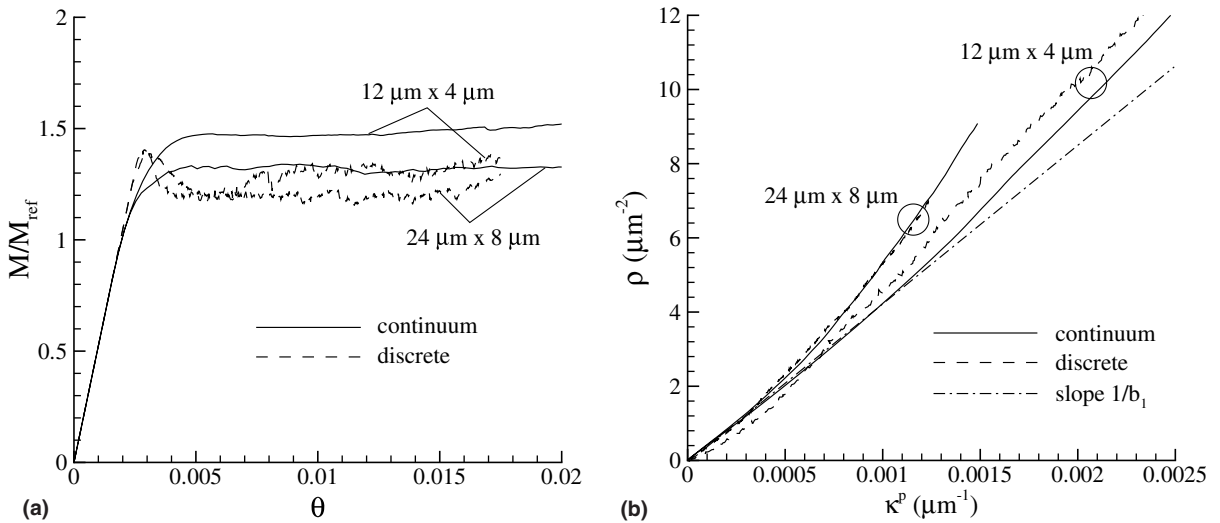 2
1.5
1
0.5
0
M/M_ref
12 μm x 4 μm
24 μm x 8 μm
continuum
discrete
0 0.005 0.01 0.015 0.02
(a) θ
12
10
8
6
4
2
0
ρ (μm⁻²)
12 μm x 4 μm
24 μm x 8 μm
continuum
discrete
slope 1/b₁
0 0.0005 0.001 0.0015 0.002 0.0025
(b) κᵖ (μm⁻¹)